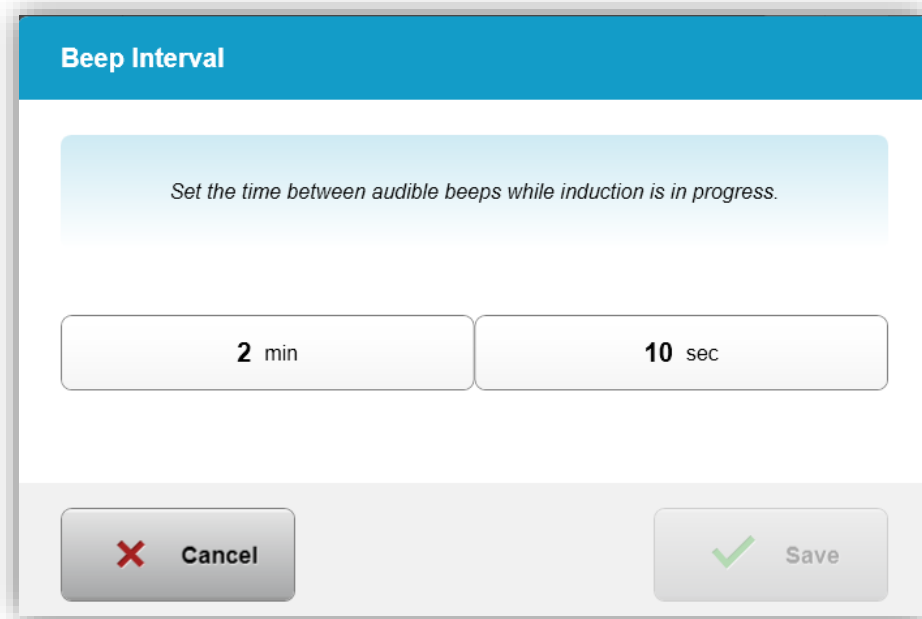 Beep Interval
Set the time between audible beeps while induction is in progress.
2 min
10 sec
Cancel
Save